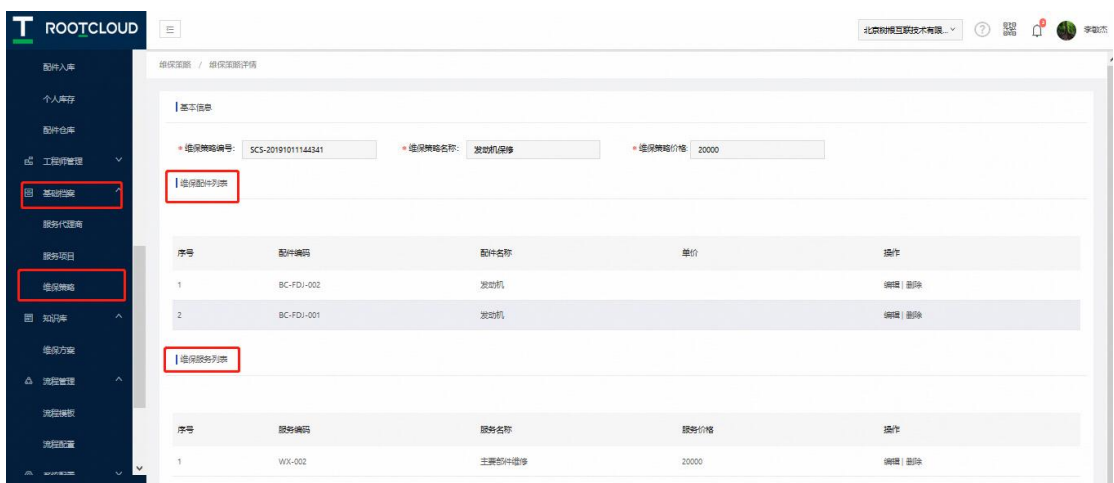 ROOTCLOUD
北京树根互联技术有限...
李敏杰
配件入库
个人库存
配件仓库
工程师管理
基础档案
服务代理商
服务项目
维保策略
知识库
维保方案
流程管理
流程模板
流程配置
维保策略 / 维保策略详情
基本信息
*维保策略编号: SCS-20191011144341 *维保策略名称: 发动机保修 *维保策略价格: 20000
维保配件列表
序号 配件编码 配件名称 单价 操作
1 BC-FDJ-002 发动机 编辑 | 删除
2 BC-FDJ-001 发动机 编辑 | 删除
维保服务列表
序号 服务编码 服务名称 服务价格 操作
1 WX-002 主要部件维修 20000 编辑 | 删除